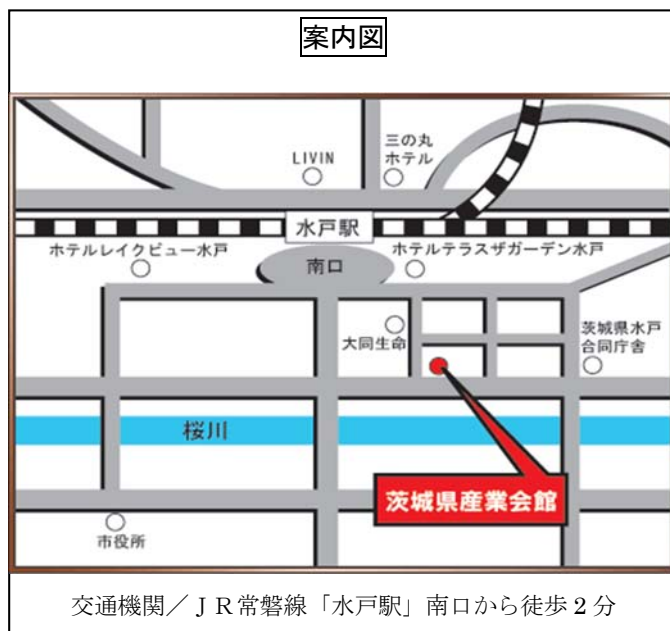 案内図
三の丸
ホテル
LIVIN
水戸駅
ホテルレイクビュー水戸
南口
ホテルテラスザガーデン水戸
大同生命
茨城県水戸
合同庁舎
桜川
茨城県産業会館
市役所
交通機関／ＪＲ常磐線「水戸駅」南口から徒歩２分